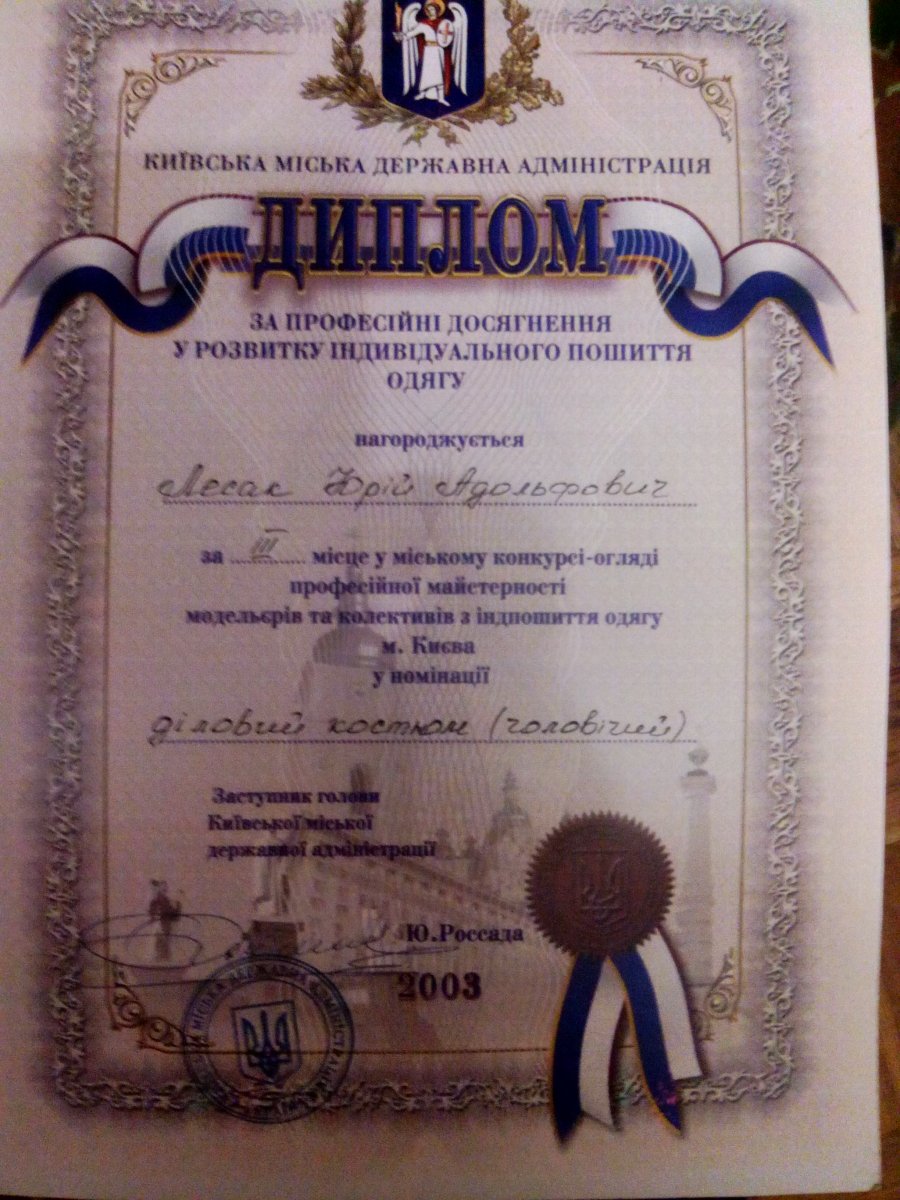 КИЇВСЬКА МІСЬКА ДЕРЖАВНА АДМІНІСТРАЦІЯ
ДИПЛОМ
ЗА ПРОФЕСІЙНІ ДОСЯГНЕННЯ
У РОЗВИТКУ ІНДИВІДУАЛЬНОГО ПОШИТТЯ
ОДЯГУ
нагороджується
Лесак Юрій Адольфович
за III місце у міському конкурсі-огляді
професійної майстерності
модельєрів та колективів з індпошиття одягу
м. Києва
у номінації
діловий костюм (чоловічий)
Заступник голови
Київської міської
державної адміністрації
Ю.Россада
2003